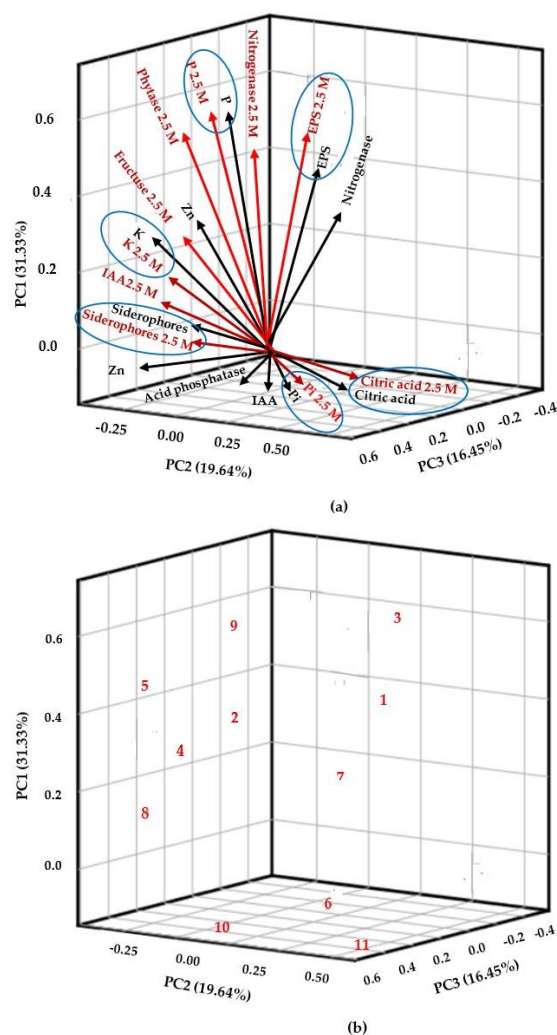 Nitrogenase 2.5 M
P 2.5 M
P
Phytase 2.5 M
EPS 2.5 M
EPS
Nitrogenase
Fructuse 2.5 M
Zn
K
K 2.5 M
IAA2.5 M
Siderophores
Siderophores 2.5 M
Zn
Acid phosphatase
IAA
Pi
Pi 2.5 M
Citric acid 2.5 M
Citric acid
0.6
0.4
0.2
0.0
PC1 (31.33%)
-0.25
0.00
0.25
0.50
PC2 (19.64%)
0.6 0.4 0.2 0.0 -0.2 -0.4
PC3 (16.45%)
(a)
9
3
5
2
1
4
7
8
6
10
11
0.6
0.4
0.2
0.0
PC1 (31.33%)
-0.25
0.00
0.25
0.50
PC2 (19.64%)
0.6 0.4 0.2 0.0 -0.2 -0.4
PC3 (16.45%)
(b)